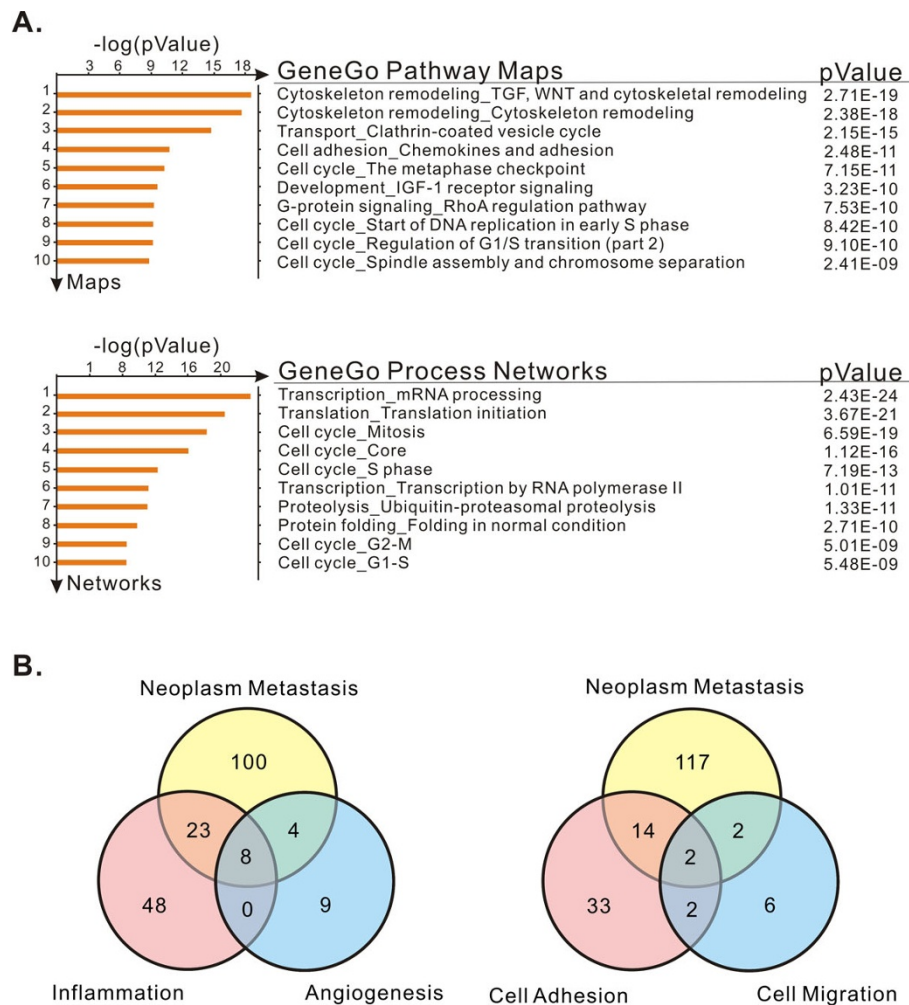 A.
-log(pValue)
3 6 9 12 15 18
GeneGo Pathway Maps pValue
1 Cytoskeleton remodeling_TGF, WNT and cytoskeletal remodeling 2.71E-19
2 Cytoskeleton remodeling_Cytoskeleton remodeling 2.38E-18
3 Transport_Clathrin-coated vesicle cycle 2.15E-15
4 Cell adhesion_Chemokines and adhesion 2.48E-11
5 Cell cycle_The metaphase checkpoint 7.15E-11
6 Development_IGF-1 receptor signaling 3.23E-10
7 G-protein signaling_RhoA regulation pathway 7.53E-10
8 Cell cycle_Start of DNA replication in early S phase 8.42E-10
9 Cell cycle_Regulation of G1/S transition (part 2) 9.10E-10
10 Cell cycle_Spindle assembly and chromosome separation 2.41E-09
Maps
-log(pValue)
1 8 12 16 20
GeneGo Process Networks pValue
1 Transcription_mRNA processing 2.43E-24
2 Translation_Translation initiation 3.67E-21
3 Cell cycle_Mitosis 6.59E-19
4 Cell cycle_Core 1.12E-16
5 Cell cycle_S phase 7.19E-13
6 Transcription_Transcription by RNA polymerase II 1.01E-11
7 Proteolysis_Ubiquitin-proteasomal proteolysis 1.33E-11
8 Protein folding_Folding in normal condition 2.71E-10
9 Cell cycle_G2-M 5.01E-09
10 Cell cycle_G1-S 5.48E-09
Networks
B.
Neoplasm Metastasis
100
23
4
8
48
0
9
Inflammation
Angiogenesis
Neoplasm Metastasis
117
14
2
2
33
2
6
Cell Adhesion
Cell Migration